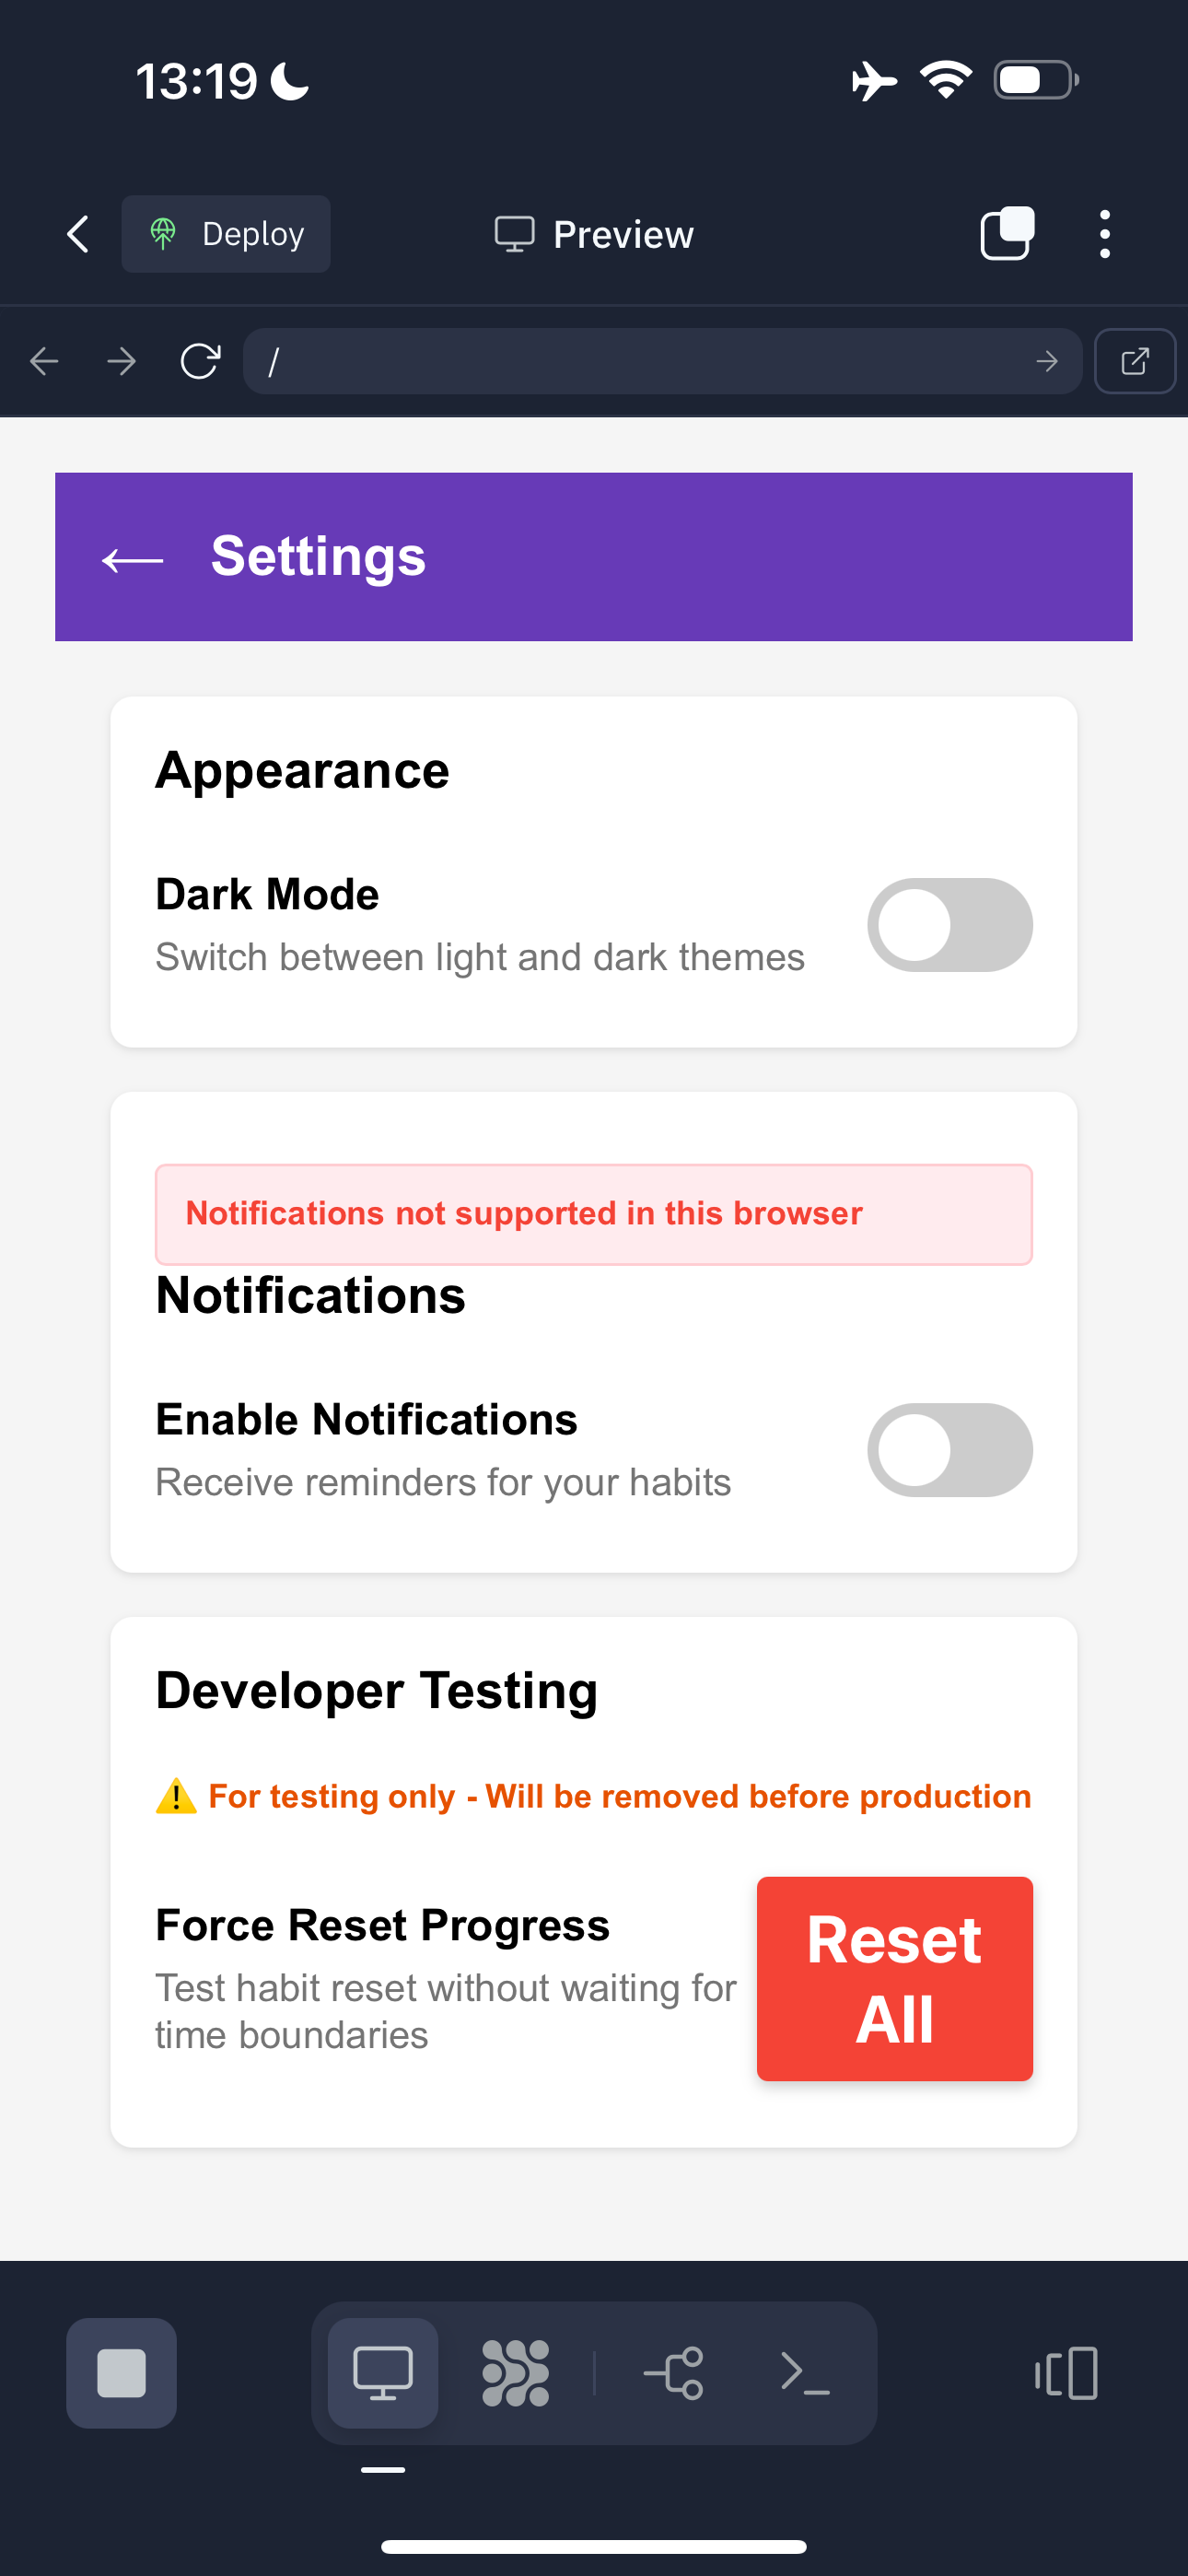 13:19
Deploy
Preview
/
Settings
Appearance
Dark Mode
Switch between light and dark themes
Notifications not supported in this browser
Notifications
Enable Notifications
Receive reminders for your habits
Developer Testing
⚠️ For testing only - Will be removed before production
Force Reset Progress
Test habit reset without waiting for
time boundaries
Reset
All